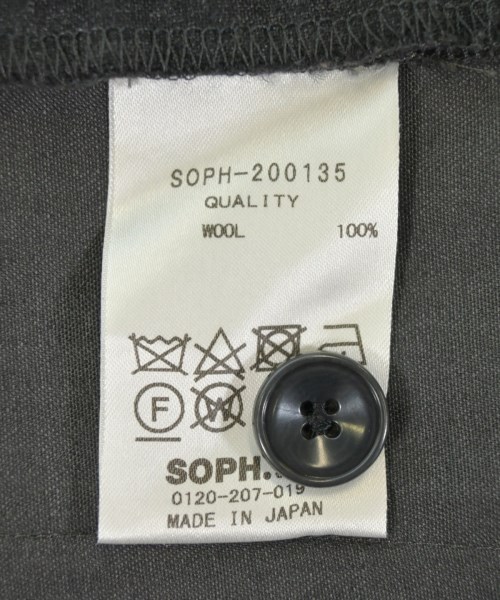 SOPH-200135
QUALITY
WOOL 100%
F W
SOPH.
0120-207-019
MADE IN JAPAN